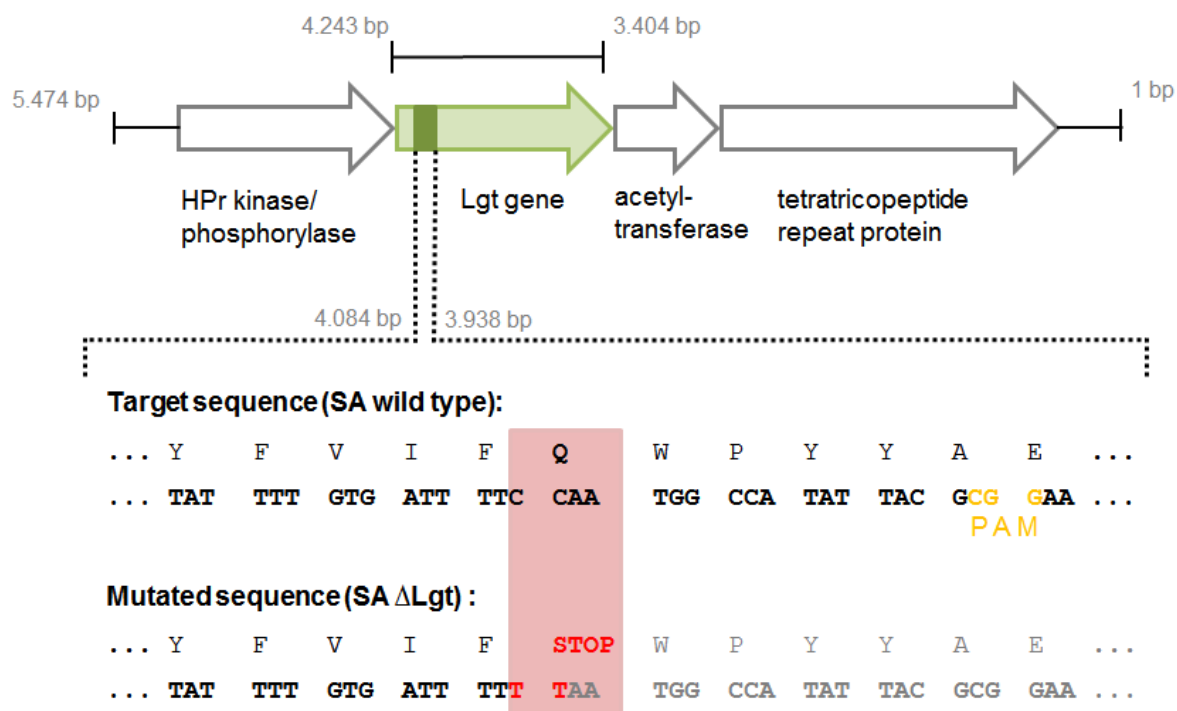 4.243 bp
3.404 bp
5.474 bp
1 bp
HPr kinase/
phosphorylase
Lgt gene
acetyl-
transferase
tetratricopeptide
repeat protein
4.084 bp
3.938 bp
Target sequence (SA wild type):
... Y F V I F Q W P Y Y A E ...
... TAT TTT GTG ATT TTC CAA TGG CCA TAT TAC GCG GAA ...
PAM
Mutated sequence (SA ΔLgt) :
... Y F V I F STOP W P Y Y A E ...
... TAT TTT GTG ATT TTT TAA TGG CCA TAT TAC GCG GAA ...